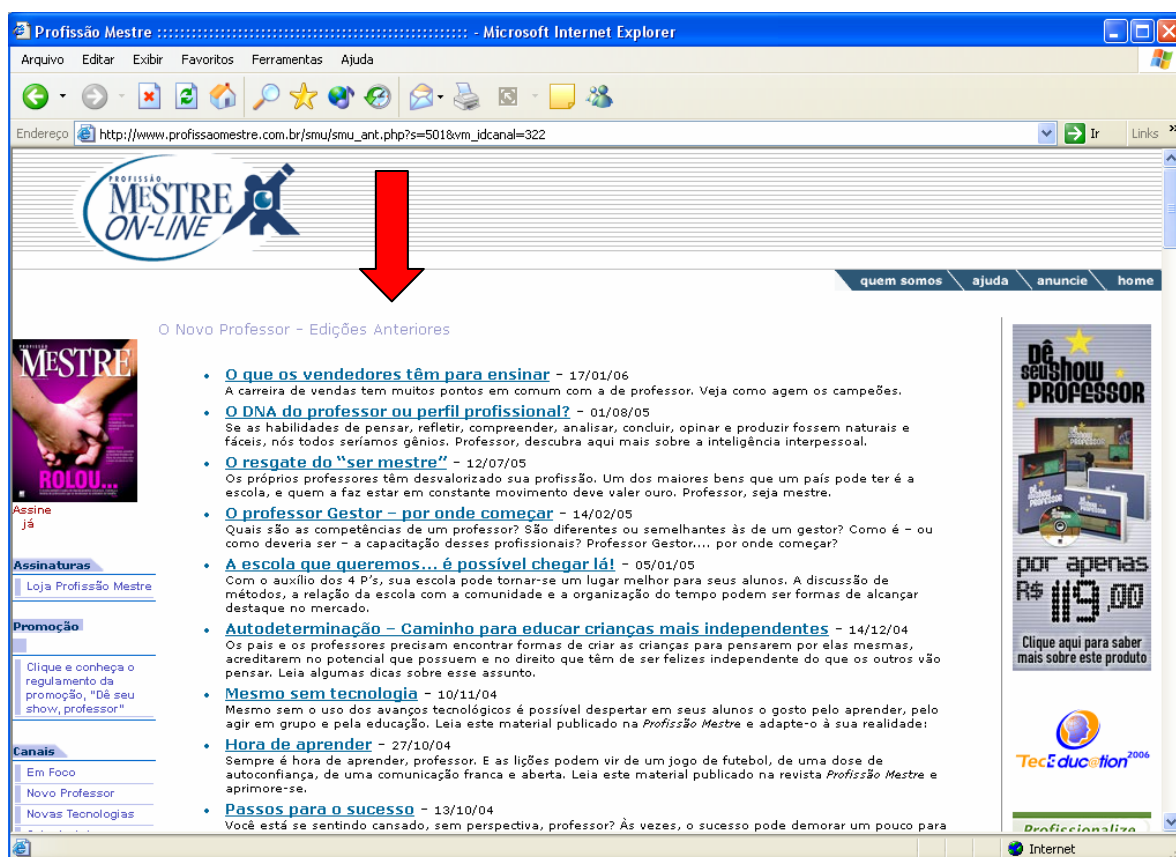 Profissão Mestre ::::::::::::::::::::::::::::::::::::::::::: - Microsoft Internet Explorer
Arquivo Editar Exibir Favoritos Ferramentas Ajuda
Endereço http://www.profissaomestre.com.br/smu/smu_ant.php?s=501&vm_idcanal=322 Ir Links »
PROFISSÃO
MESTRE
ON-LINE
quem somos ajuda anuncie home
O Novo Professor - Edições Anteriores
MESTRE
ROLOU...
Assine
já
Assinaturas
Loja Profissão Mestre
Promoção
Clique e conheça o
regulamento da
promoção, "Dê seu
show, professor"
Canais
Em Foco
Novo Professor
Novas Tecnologias
• O que os vendedores têm para ensinar - 17/01/06
A carreira de vendas tem muitos pontos em comum com a de professor. Veja como agem os campeões.
• O DNA do professor ou perfil profissional? - 01/08/05
Se as habilidades de pensar, refletir, compreender, analisar, concluir, opinar e produzir fossem naturais e
fáceis, nós todos seríamos gênios. Professor, descubra aqui mais sobre a inteligência interpessoal.
• O resgate do “ser mestre” - 12/07/05
Os próprios professores têm desvalorizado sua profissão. Um dos maiores bens que um país pode ter é a
escola, e quem a faz estar em constante movimento deve valer ouro. Professor, seja mestre.
• O professor Gestor – por onde começar - 14/02/05
Quais são as competências de um professor? São diferentes ou semelhantes às de um gestor? Como é – ou
como deveria ser – a capacitação desses profissionais? Professor Gestor.... por onde começar?
• A escola que queremos... é possível chegar lá! - 05/01/05
Com o auxílio dos 4 P's, sua escola pode tornar-se um lugar melhor para seus alunos. A discussão de
métodos, a relação da escola com a comunidade e a organização do tempo podem ser formas de alcançar
destaque no mercado.
• Autodeterminação – Caminho para educar crianças mais independentes - 14/12/04
Os pais e os professores precisam encontrar formas de criar as crianças para pensarem por elas mesmas,
acreditarem no potencial que possuem e no direito que têm de ser felizes independente do que os outros vão
pensar. Leia algumas dicas sobre esse assunto.
• Mesmo sem tecnologia - 10/11/04
Mesmo sem o uso dos avanços tecnológicos é possível despertar em seus alunos o gosto pelo aprender, pelo
agir em grupo e pela educação. Leia este material publicado na Profissão Mestre e adapte-o à sua realidade:
• Hora de aprender - 27/10/04
Sempre é hora de aprender, professor. E as lições podem vir de um jogo de futebol, de uma dose de
autoconfiança, de uma comunicação franca e aberta. Leia este material publicado na revista Profissão Mestre e
aprimore-se.
• Passos para o sucesso - 13/10/04
Você está se sentindo cansado, sem perspectiva, professor? Às vezes, o sucesso pode demorar um pouco para
Dê
seu show
PROFESSOR
por apenas
R$ 119,00
Clique aqui para saber
mais sobre este produto
TecEducation2006
Profissionalize
Internet